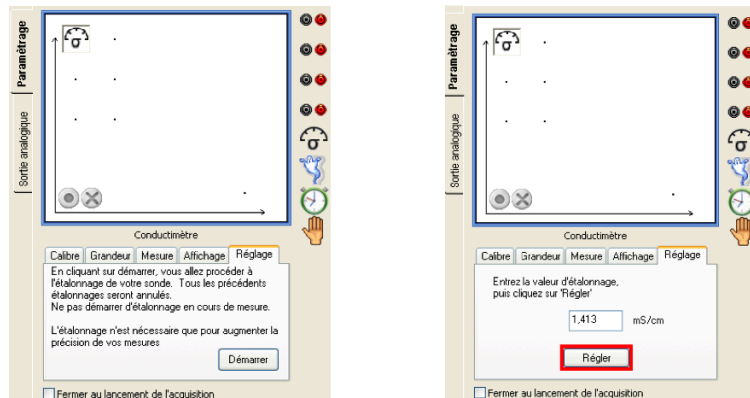 Paramétrage
Sortie analogique
σ
σ
Conductimètre
Calibre Grandeur Mesure Affichage Réglage
En cliquant sur démarrer, vous allez procéder à
l'étalonnage de votre sonde. Tous les précédents
étalonnages seront annulés.
Ne pas démarrer d'étalonnage en cours de mesure.
L'étalonnage n'est nécessaire que pour augmenter la
précision de vos mesures
Démarrer
Fermer au lancement de l'acquisition
Paramétrage
Sortie analogique
σ
σ
Conductimètre
Calibre Grandeur Mesure Affichage Réglage
Entrez la valeur d'étalonnage,
puis cliquez sur 'Régler'
1,413 mS/cm
Régler
Fermer au lancement de l'acquisition